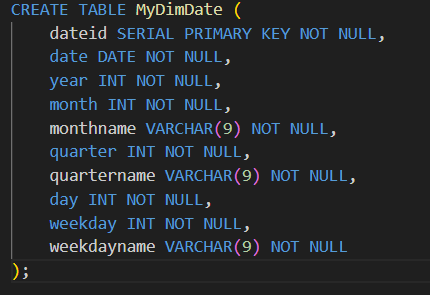 CREATE TABLE MyDimDate (
    dateid SERIAL PRIMARY KEY NOT NULL,
    date DATE NOT NULL,
    year INT NOT NULL,
    month INT NOT NULL,
    monthname VARCHAR(9) NOT NULL,
    quarter INT NOT NULL,
    quartername VARCHAR(9) NOT NULL,
    day INT NOT NULL,
    weekday INT NOT NULL,
    weekdayname VARCHAR(9) NOT NULL
);